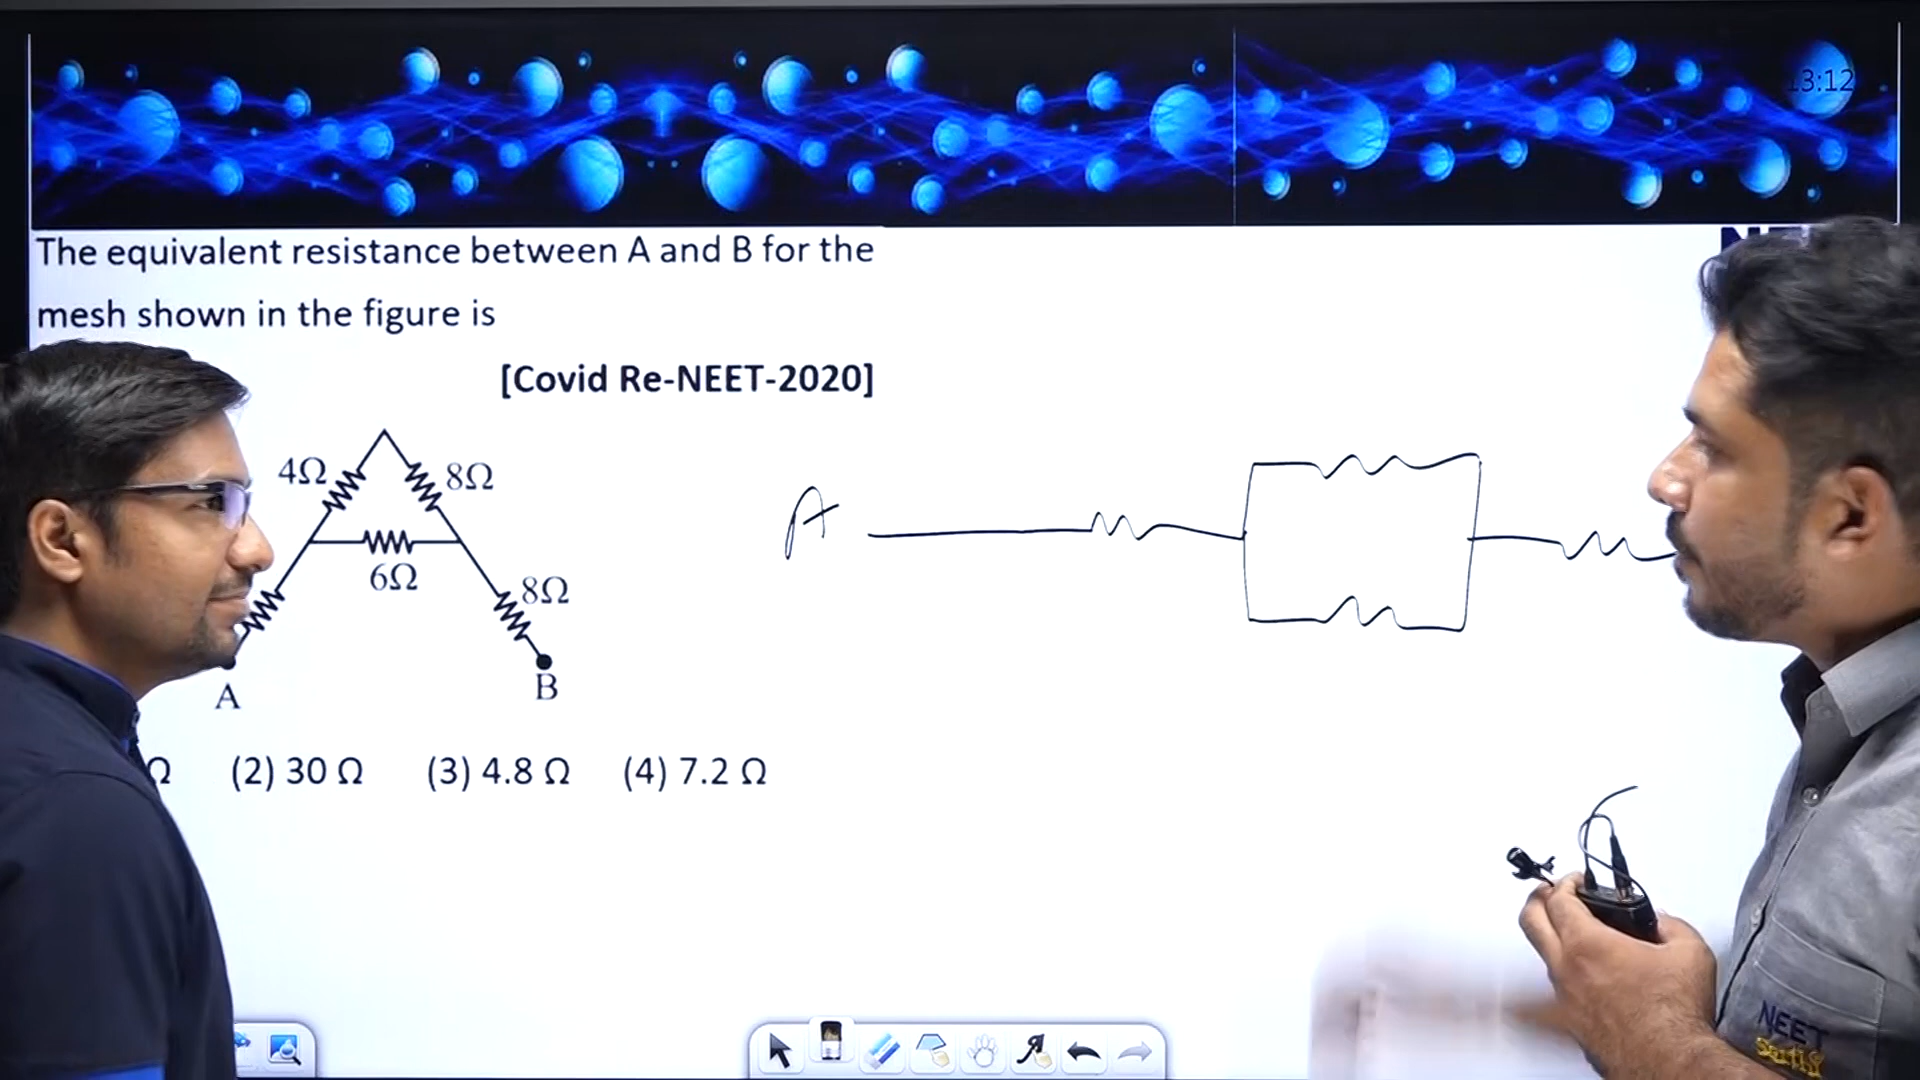 13:12
The equivalent resistance between A and B for the
mesh shown in the figure is
[Covid Re-NEET-2020]
4Ω
8Ω
6Ω
8Ω
A
B
A
Ω (2) 30 Ω (3) 4.8 Ω (4) 7.2 Ω
NEET